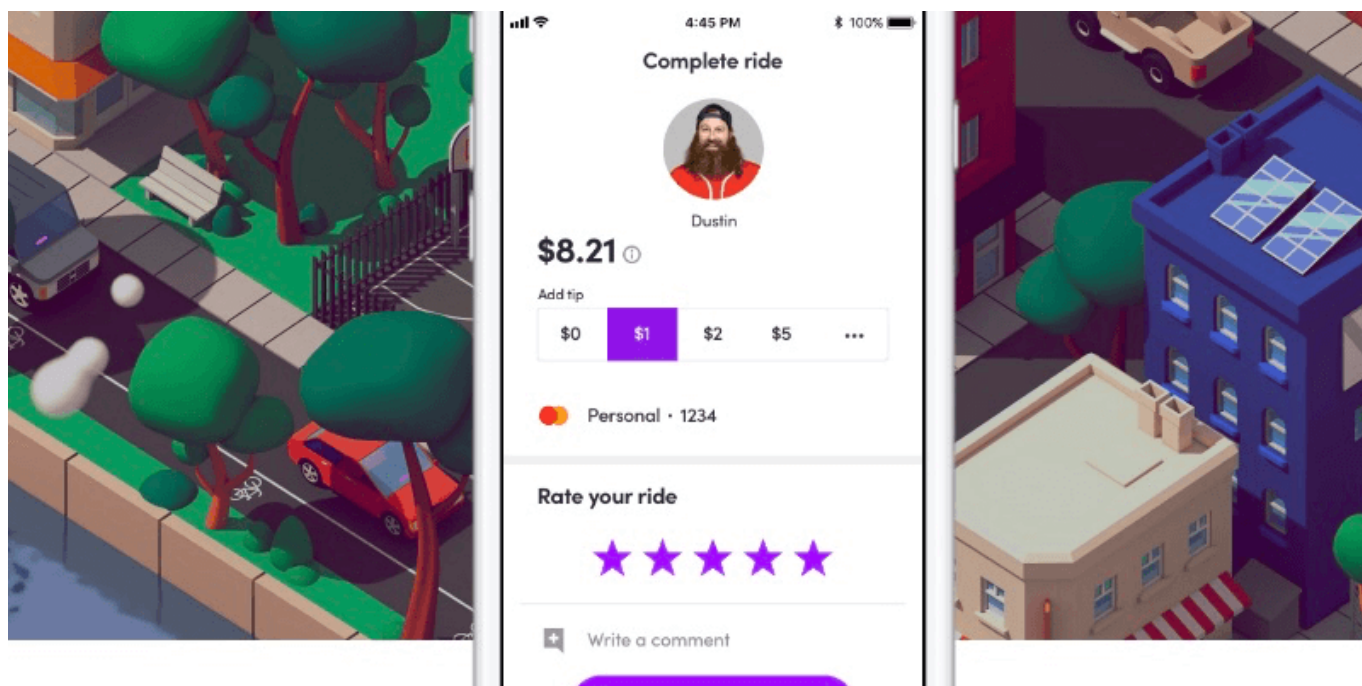 4:45 PM
100%
Complete ride
Dustin
$8.21
Add tip
$0 $1 $2 $5 •••
Personal • 1234
Rate your ride
Write a comment